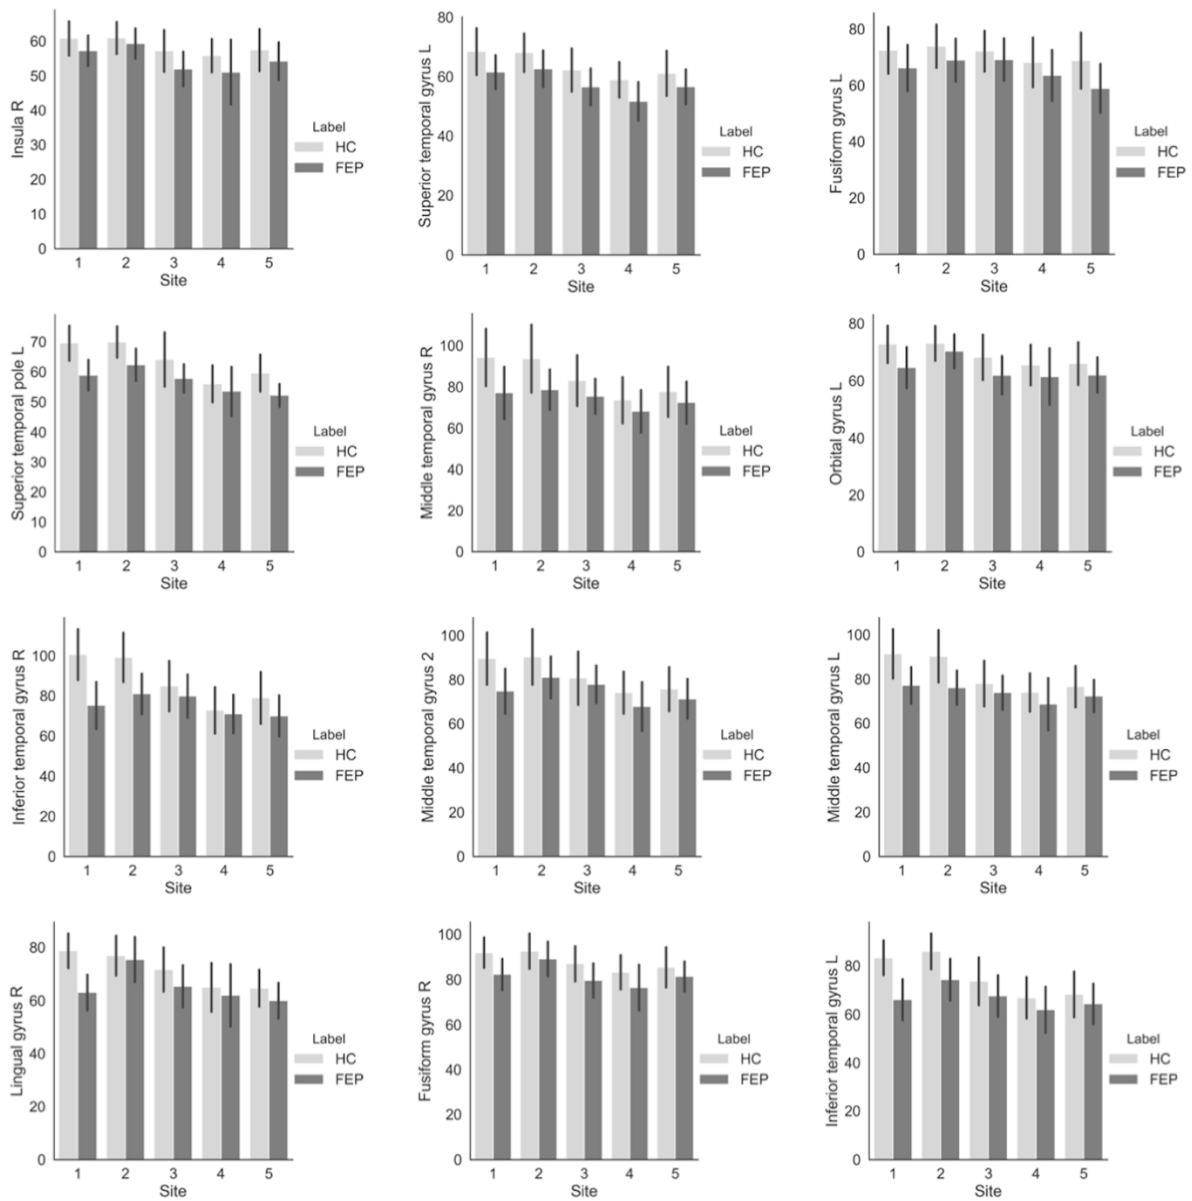 Insula R
60
50
40
30
20
10
0
1 2 3 4 5
Site
Label
HC
FEP
Superior temporal gyrus L
80
60
40
20
0
1 2 3 4 5
Site
Label
HC
FEP
Fusiform gyrus L
80
60
40
20
0
1 2 3 4 5
Site
Label
HC
FEP
Superior temporal pole L
70
60
50
40
30
20
10
0
1 2 3 4 5
Site
Label
HC
FEP
Middle temporal gyrus R
100
80
60
40
20
0
1 2 3 4 5
Site
Label
HC
FEP
Orbital gyrus L
80
60
40
20
0
1 2 3 4 5
Site
Label
HC
FEP
Inferior temporal gyrus R
100
80
60
40
20
0
1 2 3 4 5
Site
Label
HC
FEP
Middle temporal gyrus 2
100
80
60
40
20
0
1 2 3 4 5
Site
Label
HC
FEP
Middle temporal gyrus L
100
80
60
40
20
0
1 2 3 4 5
Site
Label
HC
FEP
Lingual gyrus R
80
60
40
20
0
1 2 3 4 5
Site
Label
HC
FEP
Fusiform gyrus R
100
80
60
40
20
0
1 2 3 4 5
Site
Label
HC
FEP
Inferior temporal gyrus L
80
60
40
20
0
1 2 3 4 5
Site
Label
HC
FEP